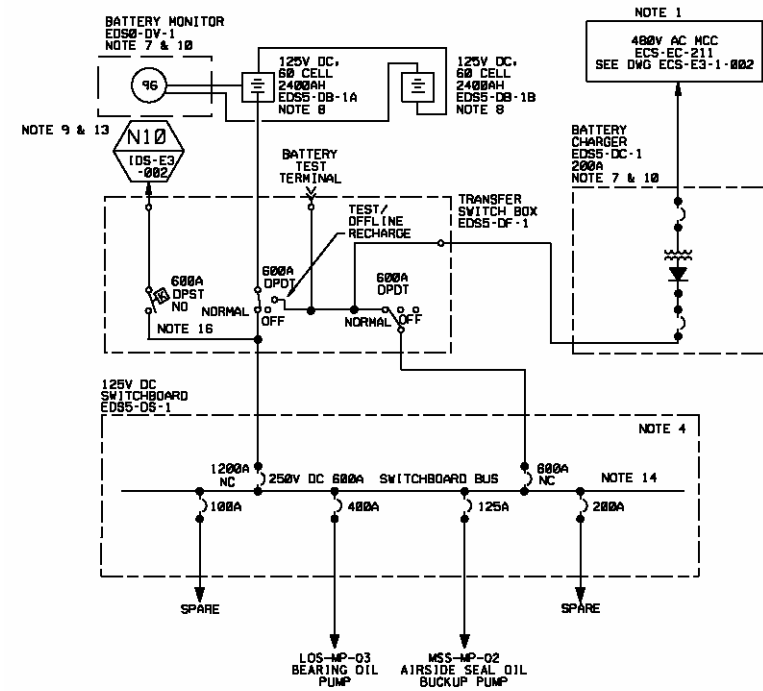 BATTERY MONITOR
EDS0-DV-1
NOTE 7 & 10
96
125V DC,
60 CELL
2400AH
EDS5-DB-1A
NOTE 8
125V DC,
60 CELL
2400AH
EDS5-DB-1B
NOTE 8
NOTE 1
480V AC MCC
ECS-EC-211
SEE DWG ECS-E3-1-002
NOTE 9 & 13
N10
IDS-E3
-002
BATTERY
TEST
TERMINAL
BATTERY
CHARGER
EDS5-DC-1
200A
NOTE 7 & 10
TEST/
OFFLINE
RECHARGE
TRANSFER
SWITCH BOX
EDS5-DF-1
600A
DPST
NO
K
600A
DPDT
NORMAL
OFF
600A
DPDT
NORMAL
OFF
NOTE 16
125V DC
SWITCHBOARD
EDS5-DS-1
NOTE 4
1200A
NC
250V DC 600A SWITCHBOARD BUS
600A
NC
NOTE 14
100A
400A
125A
200A
SPARE
SPARE
LOS-MP-03
BEARING OIL
PUMP
MSS-MP-02
AIRSIDE SEAL OIL
BUCKUP PUMP